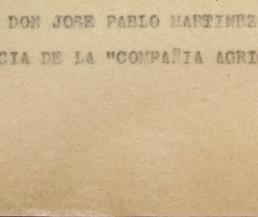 DON JOSE PABLO MARTINEZ
CIA DE LA "COMPAÑIA AGRI